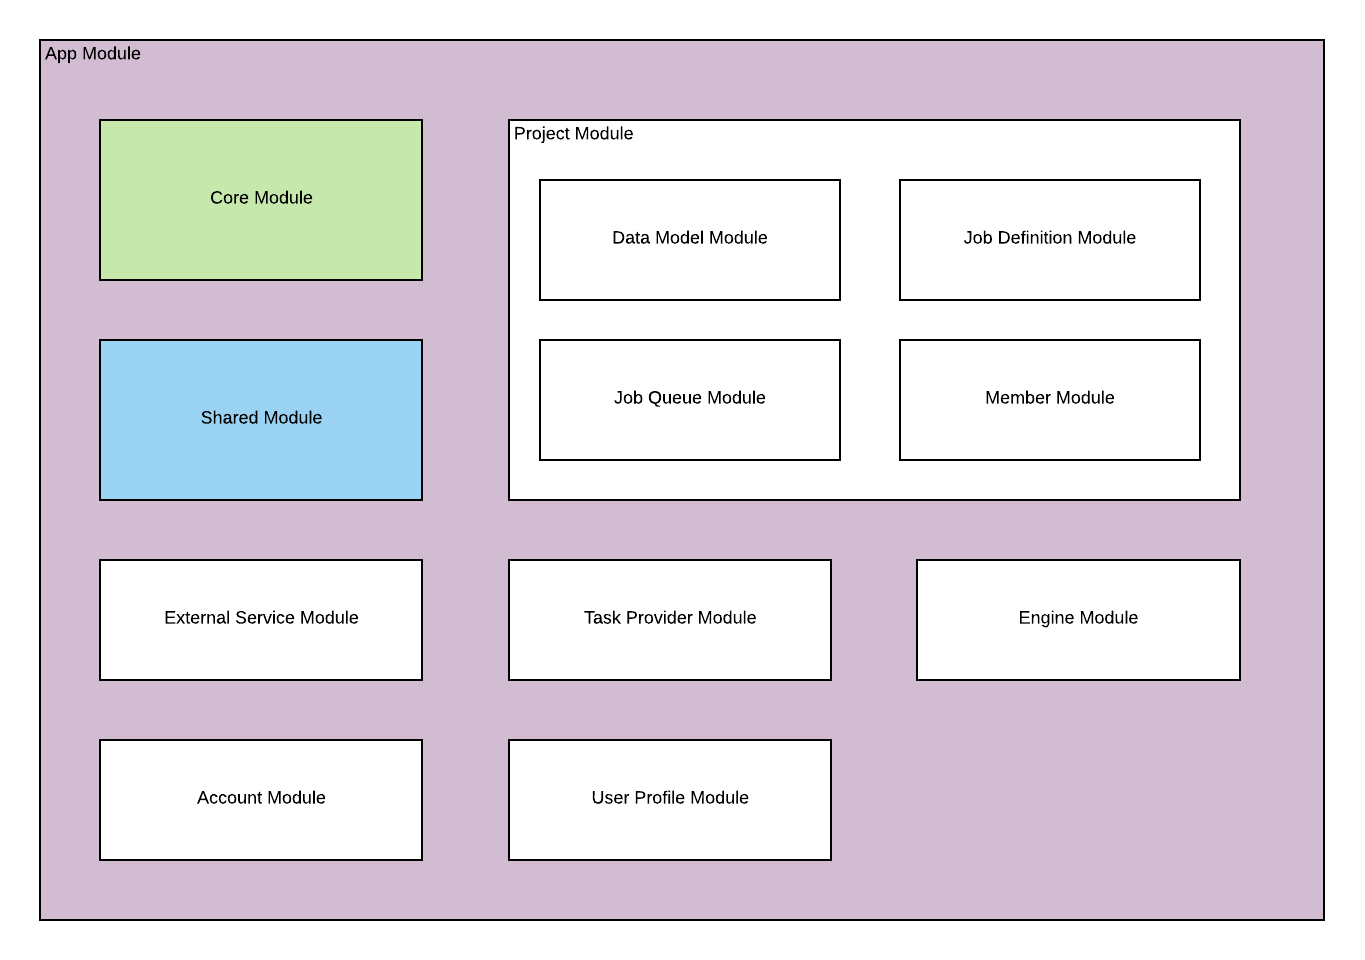 App Module
Core Module
Project Module
Data Model Module
Job Definition Module
Shared Module
Job Queue Module
Member Module
External Service Module
Task Provider Module
Engine Module
Account Module
User Profile Module